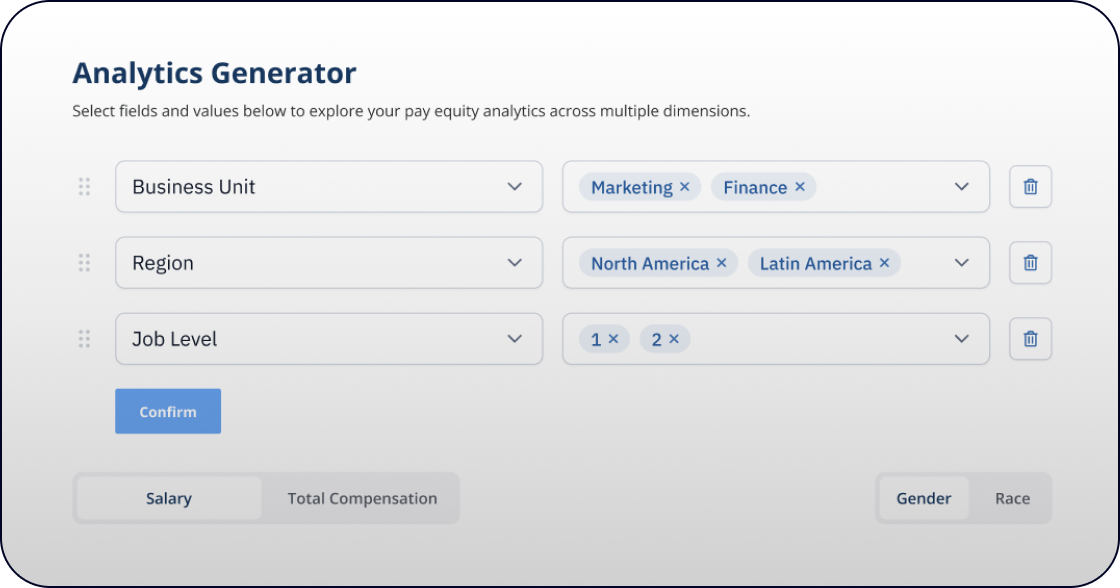 Analytics Generator
Select fields and values below to explore your pay equity analytics across multiple dimensions.
Business Unit Marketing × Finance ×
Region North America × Latin America ×
Job Level 1 × 2 ×
Confirm
Salary Total Compensation Gender Race